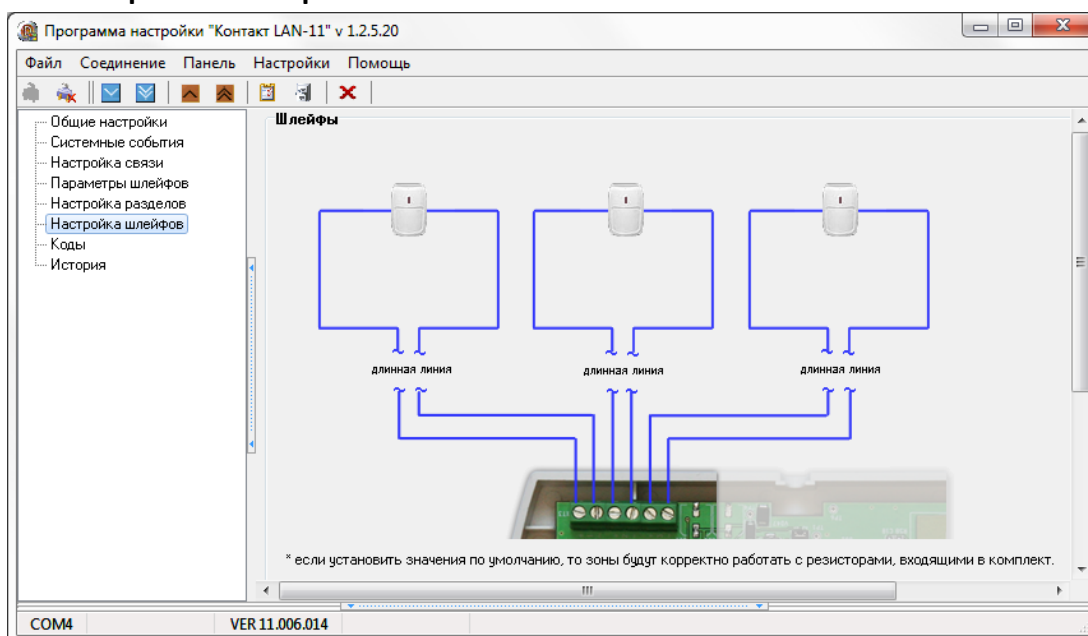 Программа настройки "Контакт LAN-11" v 1.2.5.20
Файл Соединение Панель Настройки Помощь
Общие настройки
Системные события
Настройка связи
Параметры шлейфов
Настройка разделов
Настройка шлейфов
Коды
История
Шлейфы
длинная линия
длинная линия
длинная линия
* если установить значения по умолчанию, то зоны будут корректно работать с резисторами, входящими в комплект.
COM4 VER 11.006.014